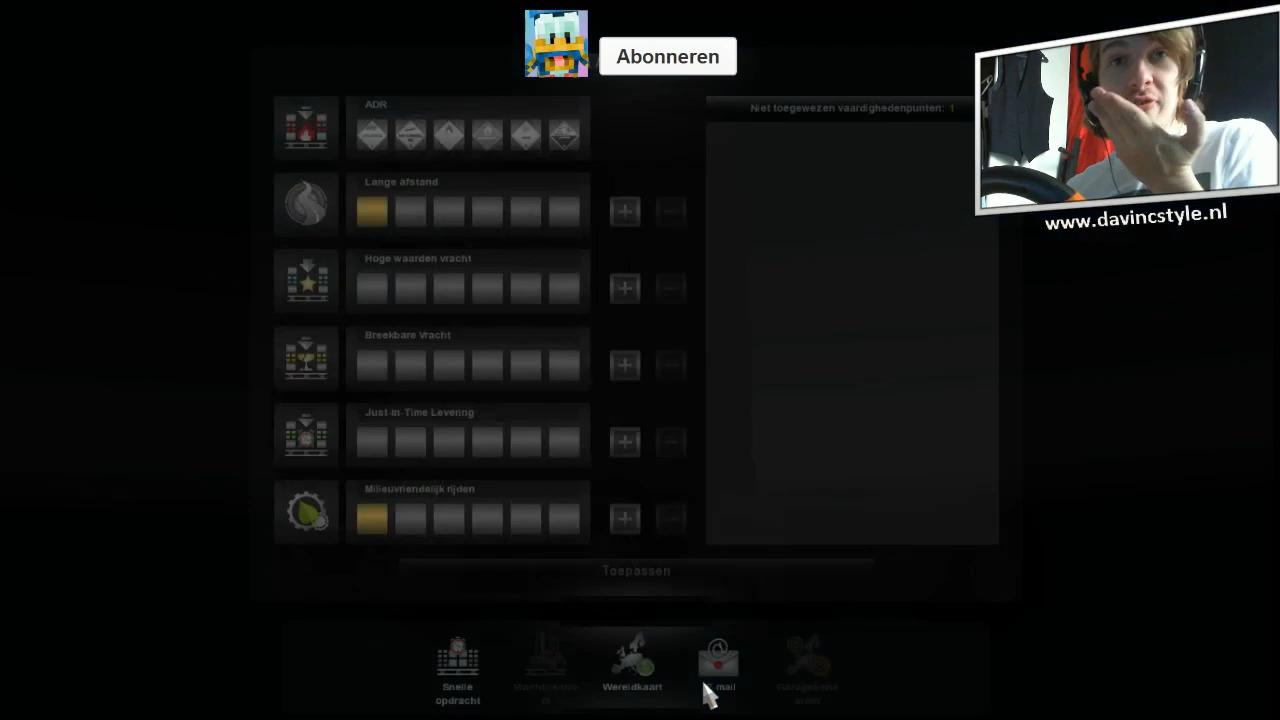 Abonneren
ADR
Niet toegewezen vaardighedenpunten: 1
Lange afstand
www.davincstyle.nl
Hoge waarden vracht
Breekbare Vracht
Just-in-Time Levering
Milieuvriendelijk rijden
Toepassen
Snelle
opdracht
Wereldkaart
mail